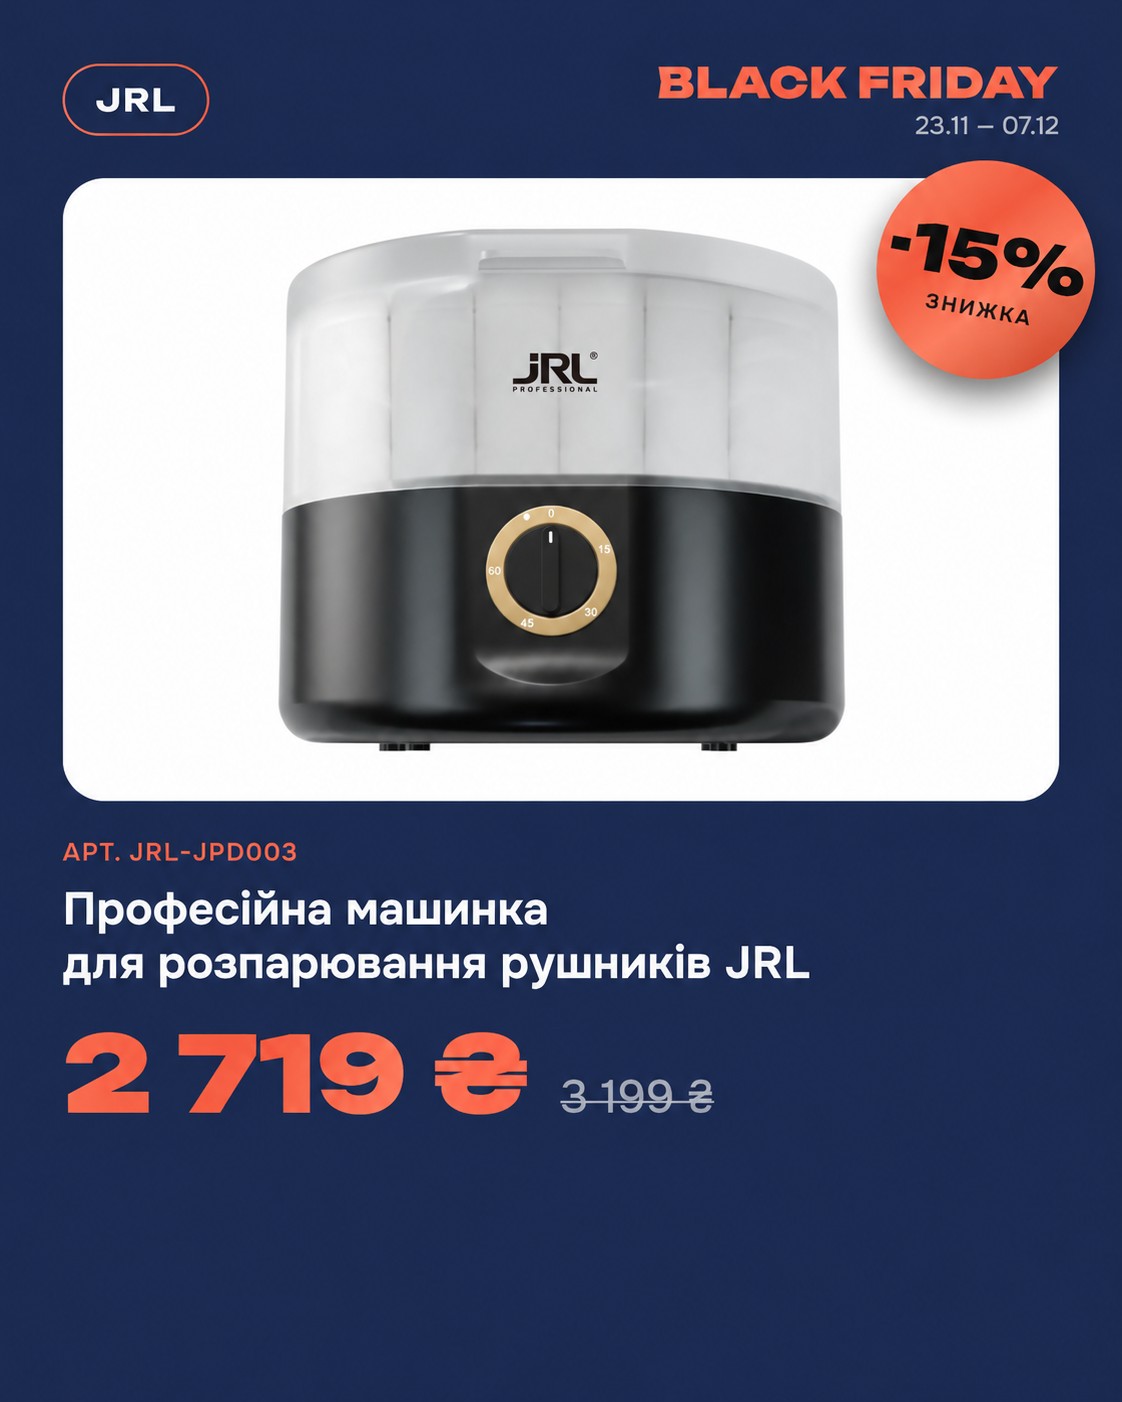 JRL
BLACK FRIDAY
23.11 – 07.12
-15%
ЗНИЖКА
JRL®
PROFESSIONAL
0
15
30
45
60
АРТ. JRL-JPD003
Професійна машинка
для розпарювання рушників JRL
2 719 ₴
3 199 ₴